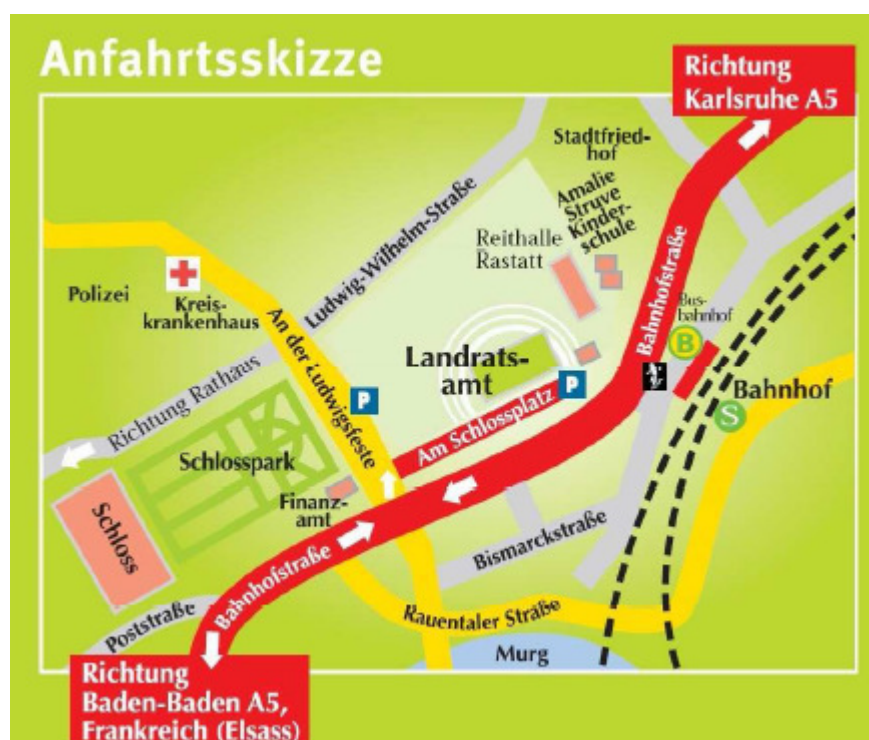 Anfahrtsskizze
Richtung
Karlsruhe A5
Stadtfried-
hof
Amalie
Struve
Kinder-
schule
Reithalle
Rastatt
Ludwig-Wilhelm-Straße
Polizei
Kreis-
krankenhaus
An der Ludwigsfeste
Bahnhofstraße
Bus-
bahnhof
B
Landrats-
amt
P
P
Bahnhof
S
Richtung Rathaus
Am Schlossplatz
Schlosspark
Finanz-
amt
Schloss
Bismarckstraße
Bahnhofstraße
Poststraße
Rauentaler Straße
Murg
Richtung
Baden-Baden A5,
Frankreich (Elsass)